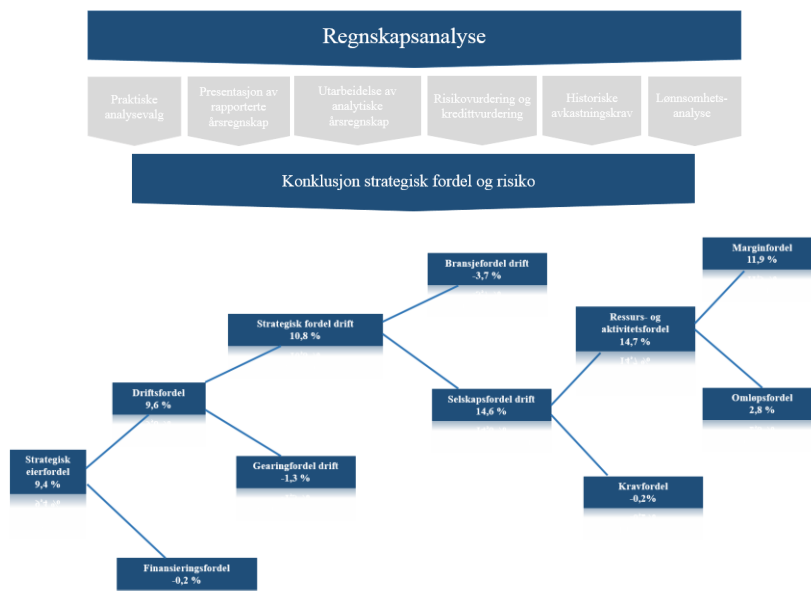 Regnskapsanalyse
Praktiske
analysevalg
Presentasjon av
rapporterte
årsregnskap
Utarbeidelse av
analytiske
årsregnskap
Risikovurdering og
kredittvurdering
Historiske
avkastningskrav
Lønnsomhets-
analyse
Konklusjon strategisk fordel og risiko
Marginfordel
11,9 %
Bransjefordel drift
-3,7 %
Strategisk fordel drift
10,8 %
Ressurs- og
aktivitetsfordel
14,7 %
Driftsfordel
9,6 %
Selskapsfordel drift
14,6 %
Omløpsfordel
2,8 %
Strategisk
eierfordel
9,4 %
Gearingfordel drift
-1,3 %
Kravfordel
-0,2%
Finansieringsfordel
-0,2 %